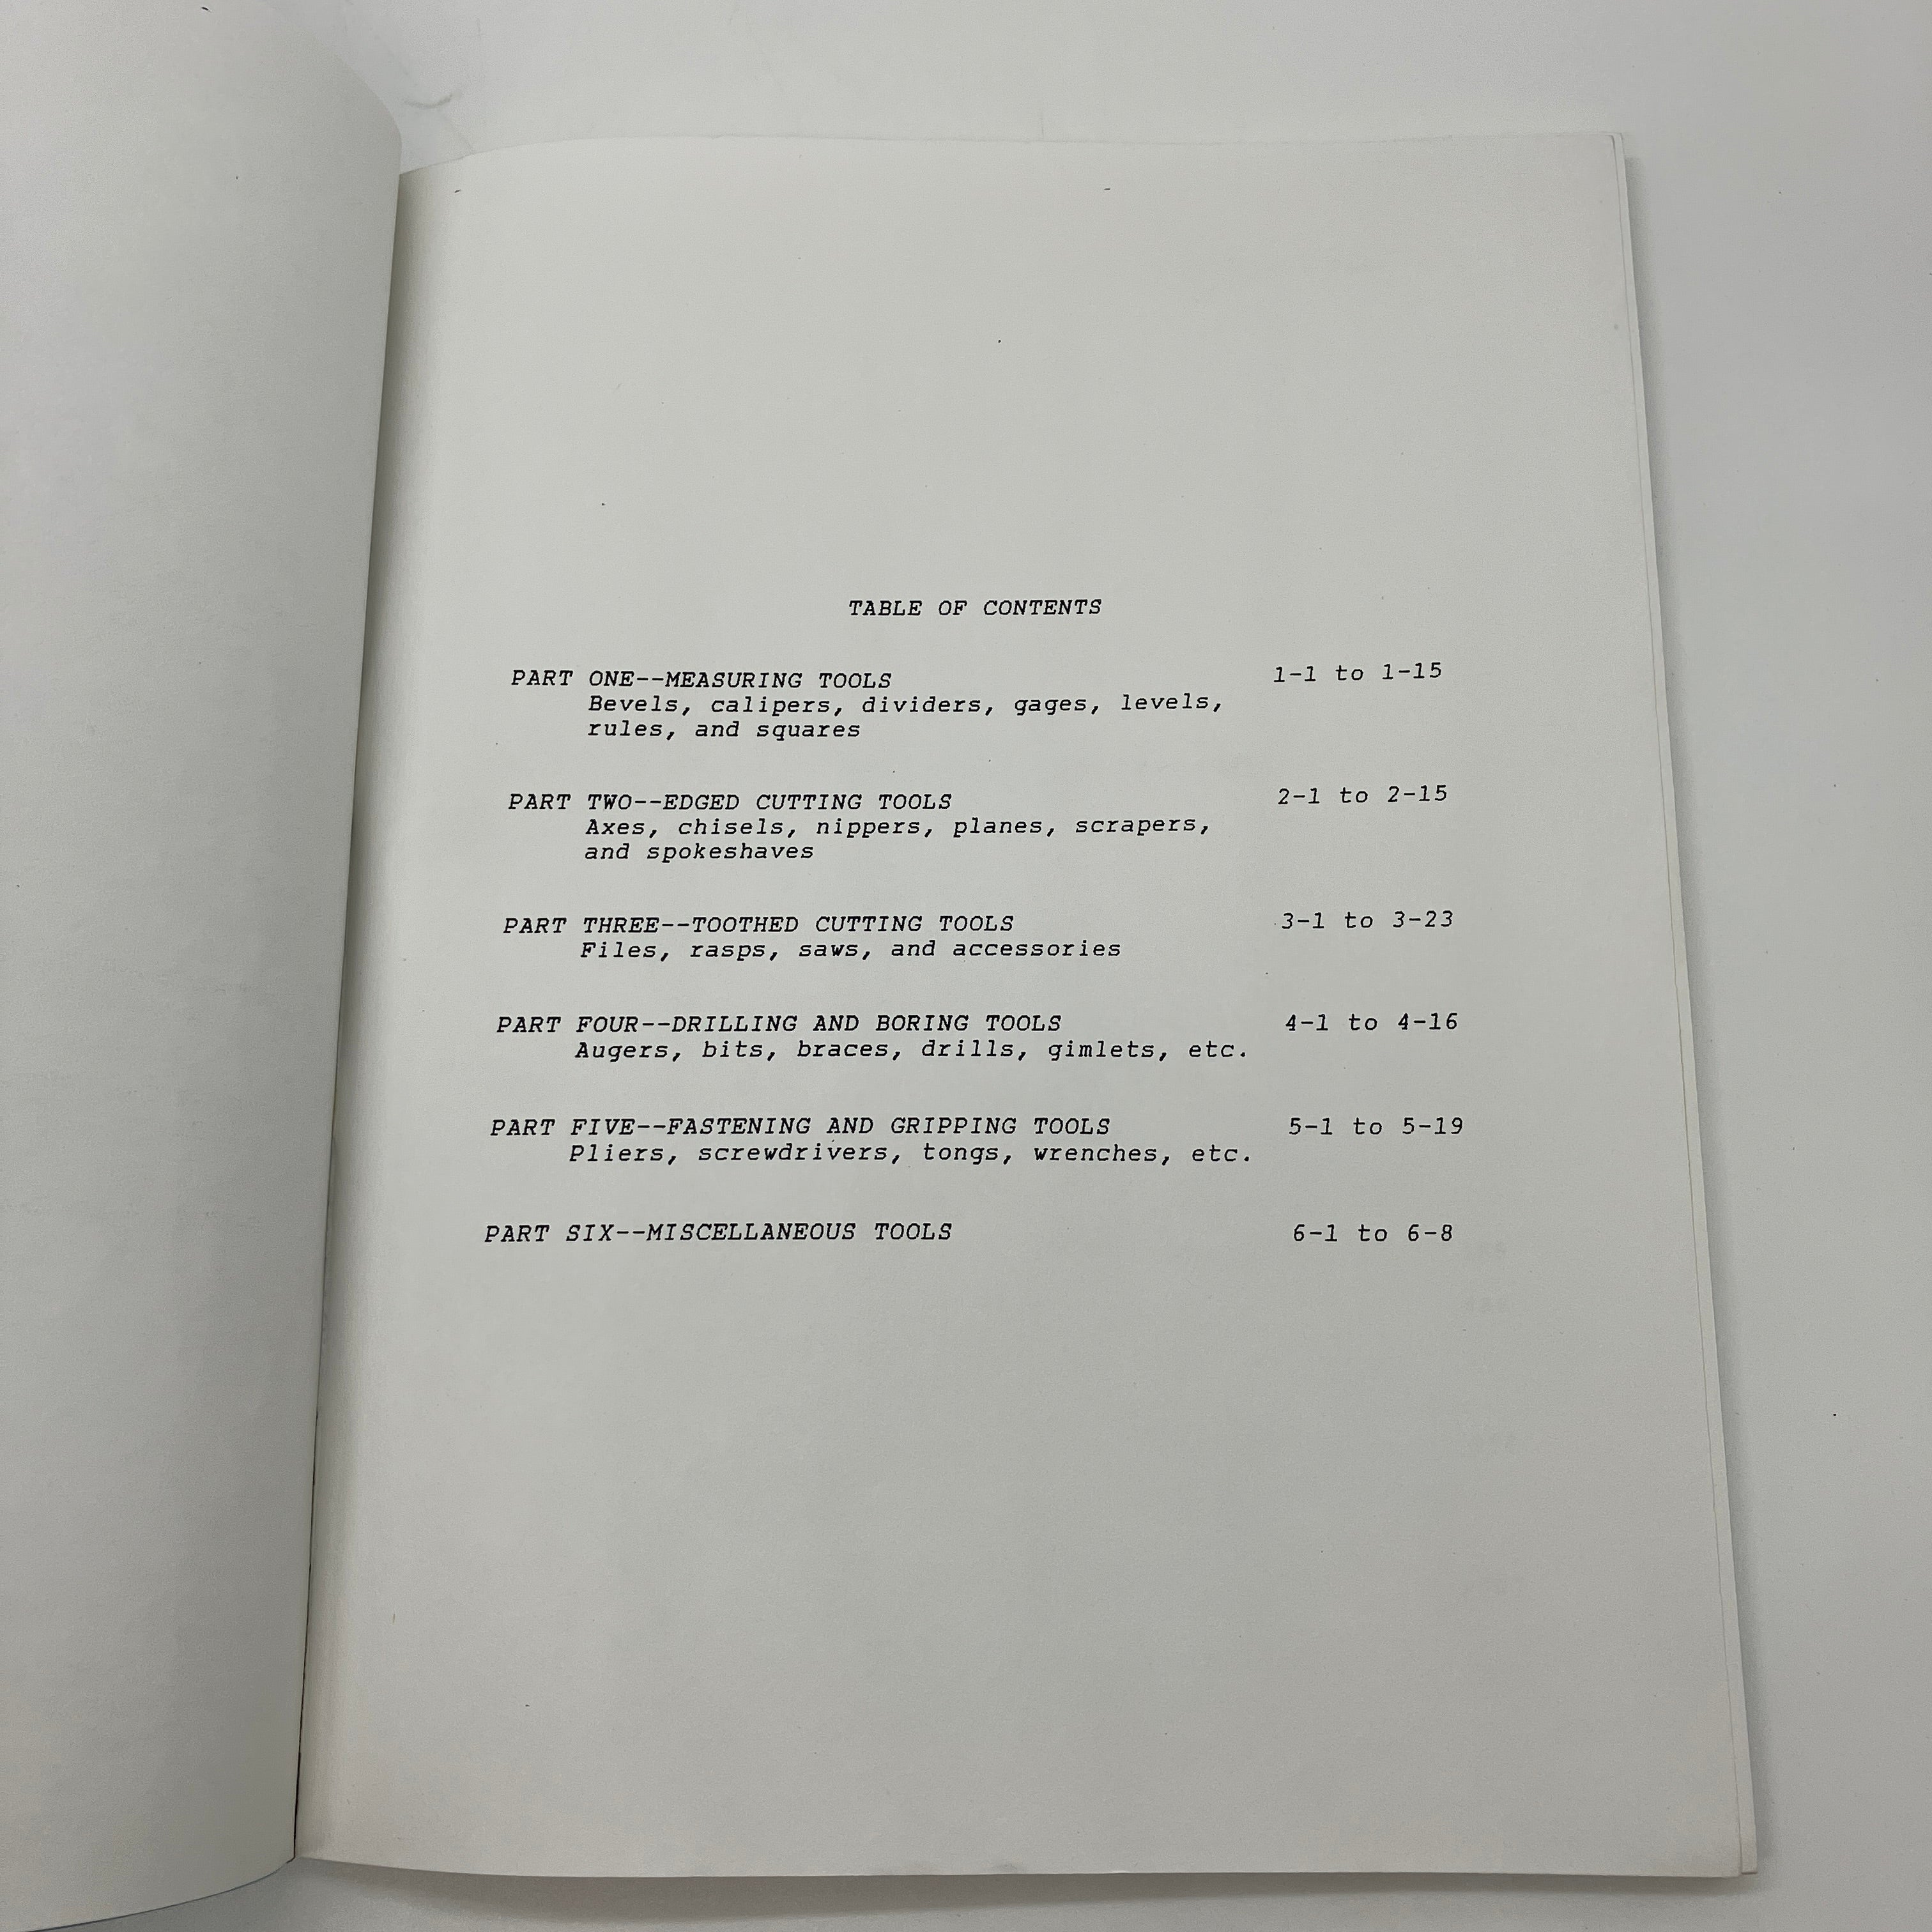 TABLE OF CONTENTS
PART ONE--MEASURING TOOLS 1-1 to 1-15
Bevels, calipers, dividers, gages, levels,
rules, and squares
PART TWO--EDGED CUTTING TOOLS 2-1 to 2-15
Axes, chisels, nippers, planes, scrapers,
and spokeshaves
PART THREE--TOOTHED CUTTING TOOLS 3-1 to 3-23
Files, rasps, saws, and accessories
PART FOUR--DRILLING AND BORING TOOLS 4-1 to 4-16
Augers, bits, braces, drills, gimlets, etc.
PART FIVE--FASTENING AND GRIPPING TOOLS 5-1 to 5-19
Pliers, screwdrivers, tongs, wrenches, etc.
PART SIX--MISCELLANEOUS TOOLS 6-1 to 6-8